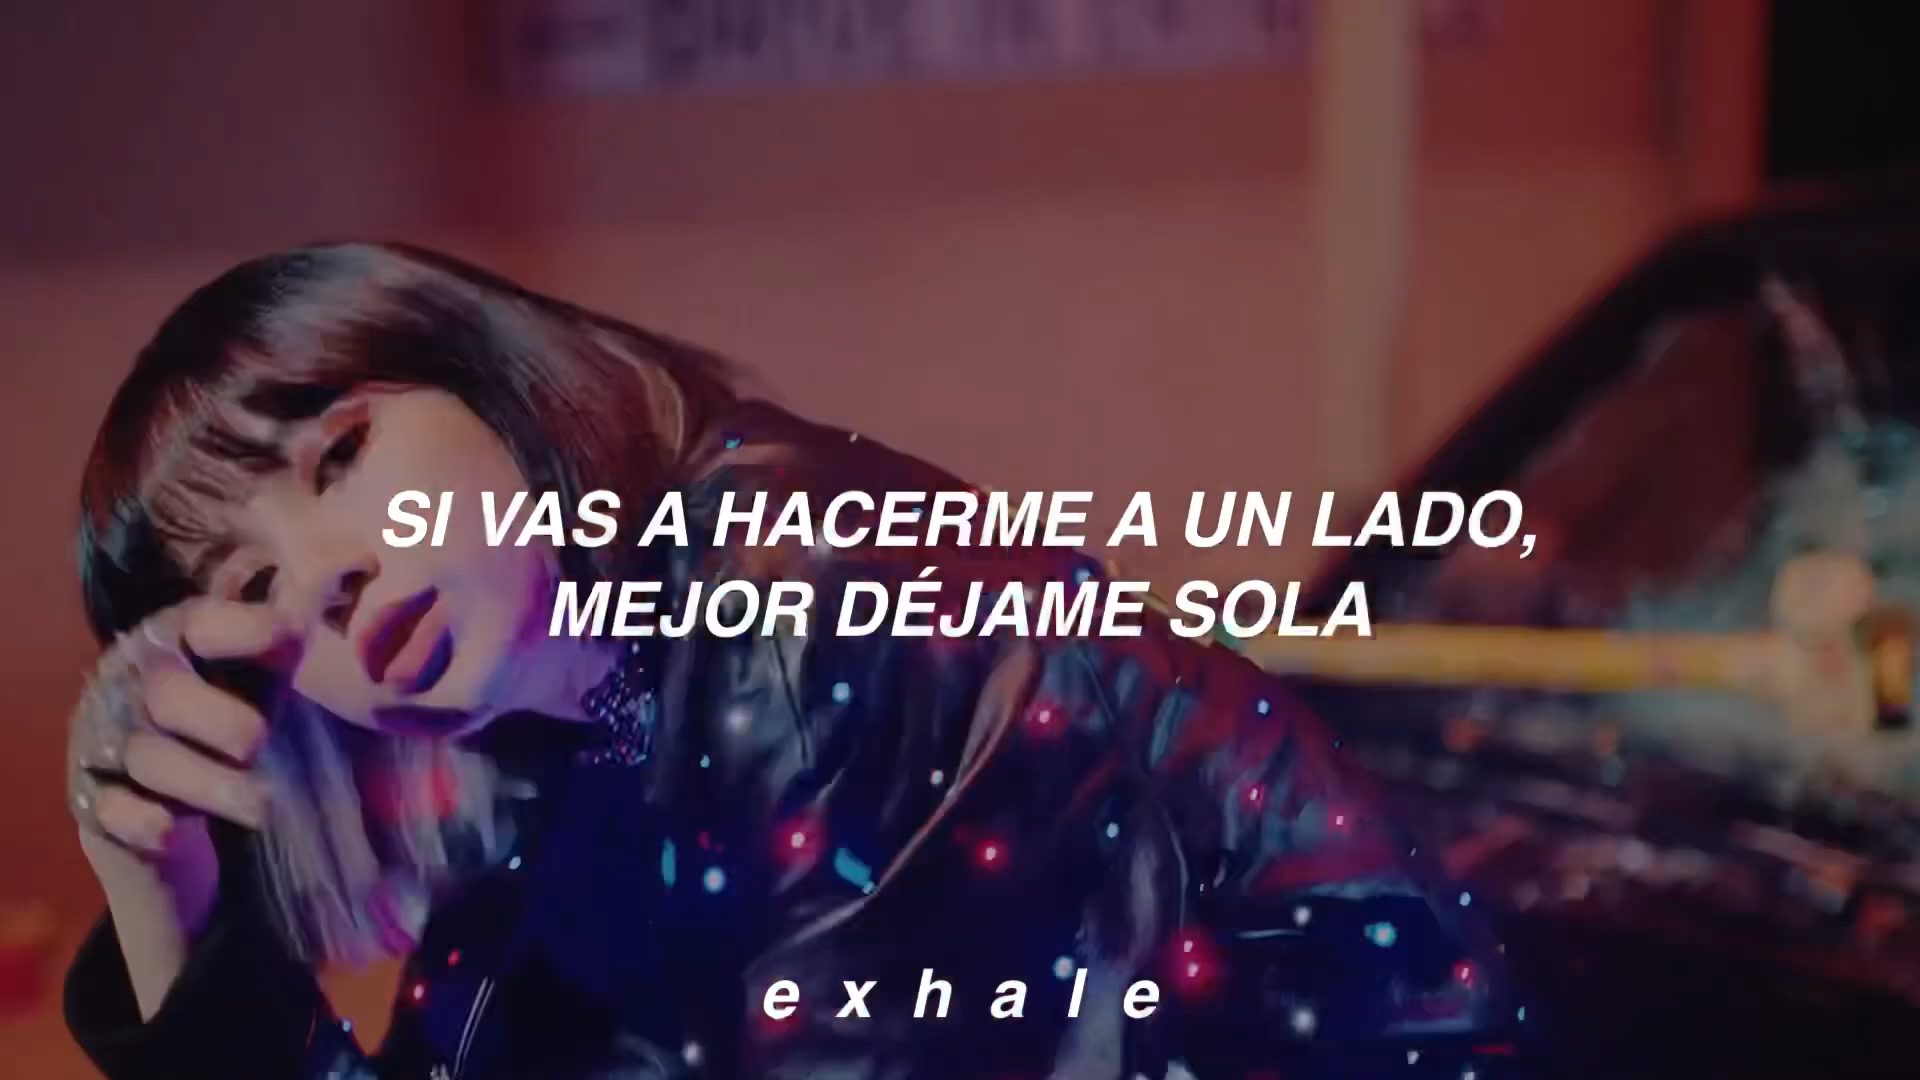 SI VAS A HACERME A UN LADO,
MEJOR DÉJAME SOLA
e x h a l e